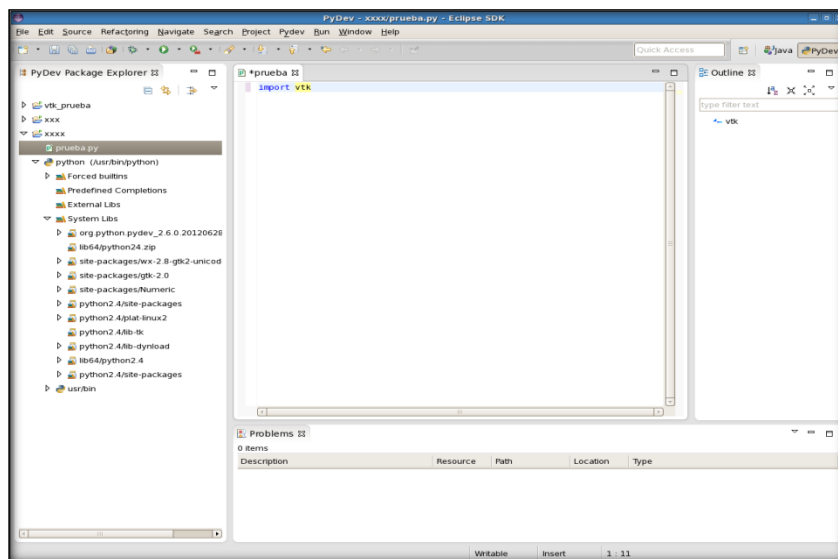 PyDev - xxxx/prueba.py - Eclipse SDK
File Edit Source Refactoring Navigate Search Project Pydev Run Window Help
Quick Access
Java
PyDev
PyDev Package Explorer
vtk_prueba
xxx
xxxx
prueba.py
python (/usr/bin/python)
Forced builtins
Predefined Completions
External Libs
System Libs
org.python.pydev_2.6.0.20120628
lib64/python24.zip
site-packages/wx-2.8-gtk2-unicod
site-packages/gtk-2.0
site-packages/Numeric
python2.4/site-packages
python2.4/plat-linux2
python2.4/lib-tk
python2.4/lib-dynload
lib64/python2.4
python2.4/site-packages
usr/bin
*prueba
import vtk
Outline
type filter text
vtk
Problems
0 items
Description Resource Path Location Type
Writable Insert 1 : 11